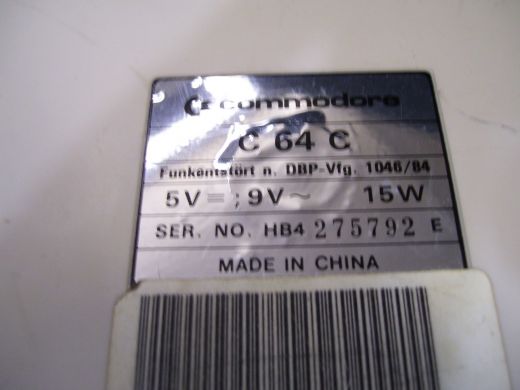 commodore
C 64 C
Funkentstört n. DBP-Vfg. 1046/84
5V ⎓ ; 9V ~ 15W
SER. NO. HB4 275792 E
MADE IN CHINA